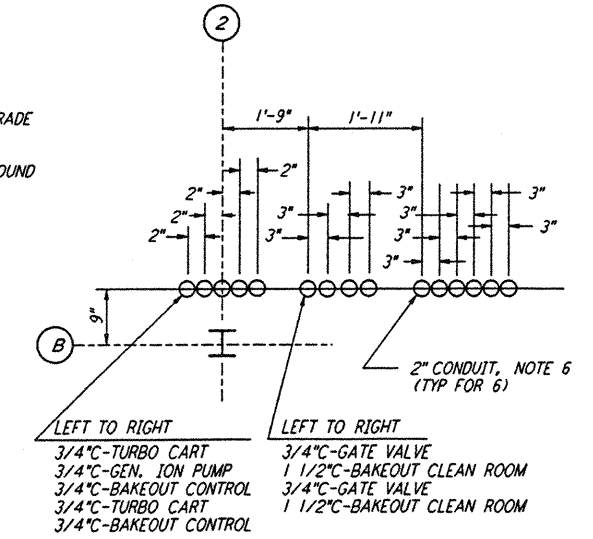 2
RADE
1'-9"
1'-11"
OUND
2"
2"
2"
2"
3"
3"
3"
3"
3"
3"
3"
3"
9"
B
2" CONDUIT, NOTE 6
(TYP FOR 6)
LEFT TO RIGHT
3/4"C-TURBO CART
3/4"C-GEN. ION PUMP
3/4"C-BAKEOUT CONTROL
3/4"C-TURBO CART
3/4"C-BAKEOUT CONTROL
LEFT TO RIGHT
3/4"C-GATE VALVE
1 1/2"C-BAKEOUT CLEAN ROOM
3/4"C-GATE VALVE
1 1/2"C-BAKEOUT CLEAN ROOM